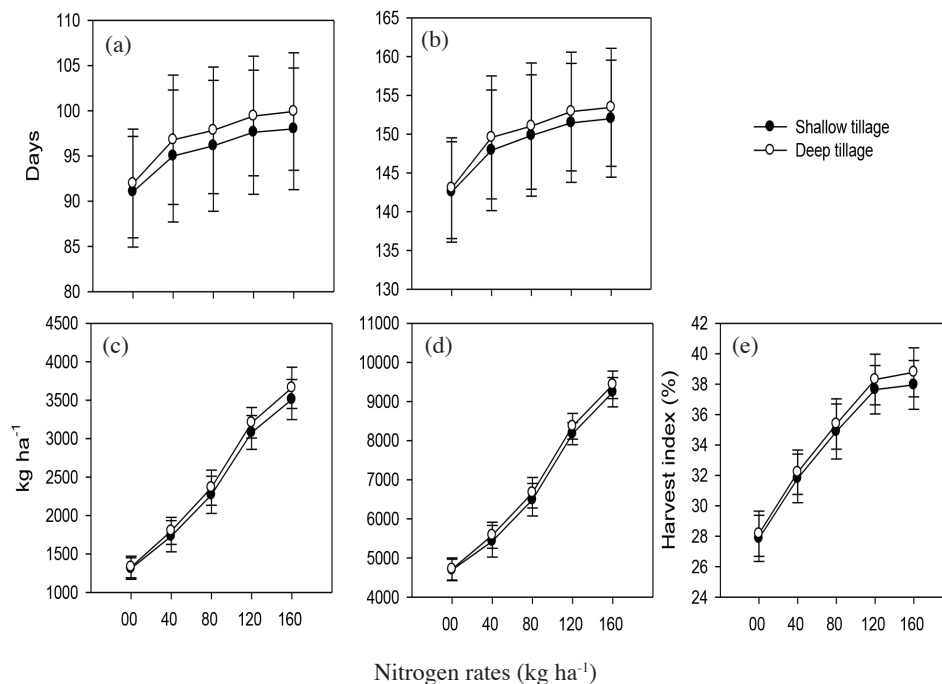 110
105
100
95
90
85
80
Days
(a)
165
160
155
150
145
140
135
130
(b)
Shallow tillage
Deep tillage
4500
4000
3500
3000
2500
2000
1500
1000
kg ha⁻¹
(c)
00 40 80 120 160
11000
10000
9000
8000
7000
6000
5000
4000
(d)
00 40 80 120 160
42
40
38
36
34
32
30
28
26
24
Harvest index (%)
(e)
00 40 80 120 160
Nitrogen rates (kg ha⁻¹)